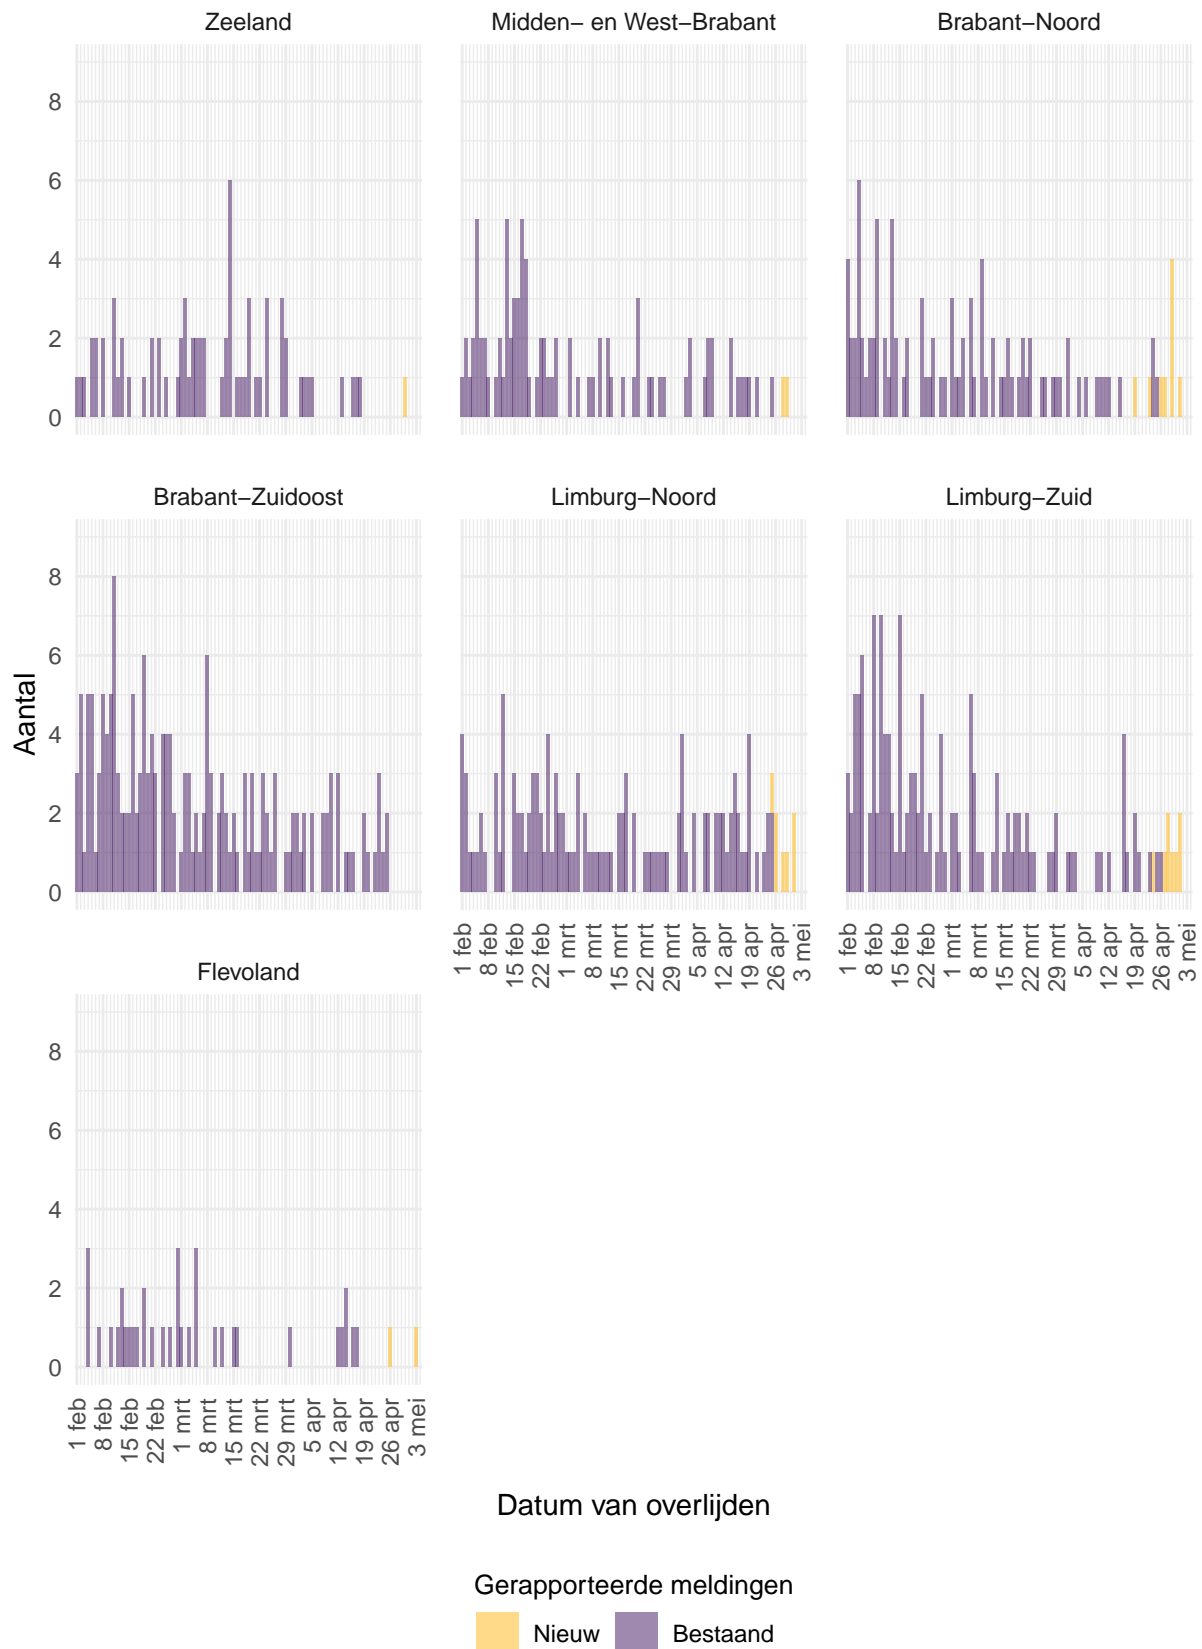 Zeeland
Midden– en West–Brabant
Brabant–Noord
8
6
4
2
0
Brabant–Zuidoost
Limburg–Noord
Limburg–Zuid
8
6
4
2
0
Aantal
1 feb
8 feb
15 feb
22 feb
1 mrt
8 mrt
15 mrt
22 mrt
29 mrt
5 apr
12 apr
19 apr
26 apr
3 mei
1 feb
8 feb
15 feb
22 feb
1 mrt
8 mrt
15 mrt
22 mrt
29 mrt
5 apr
12 apr
19 apr
26 apr
3 mei
Flevoland
8
6
4
2
0
1 feb
8 feb
15 feb
22 feb
1 mrt
8 mrt
15 mrt
22 mrt
29 mrt
5 apr
12 apr
19 apr
26 apr
3 mei
Datum van overlijden
Gerapporteerde meldingen
Nieuw
Bestaand